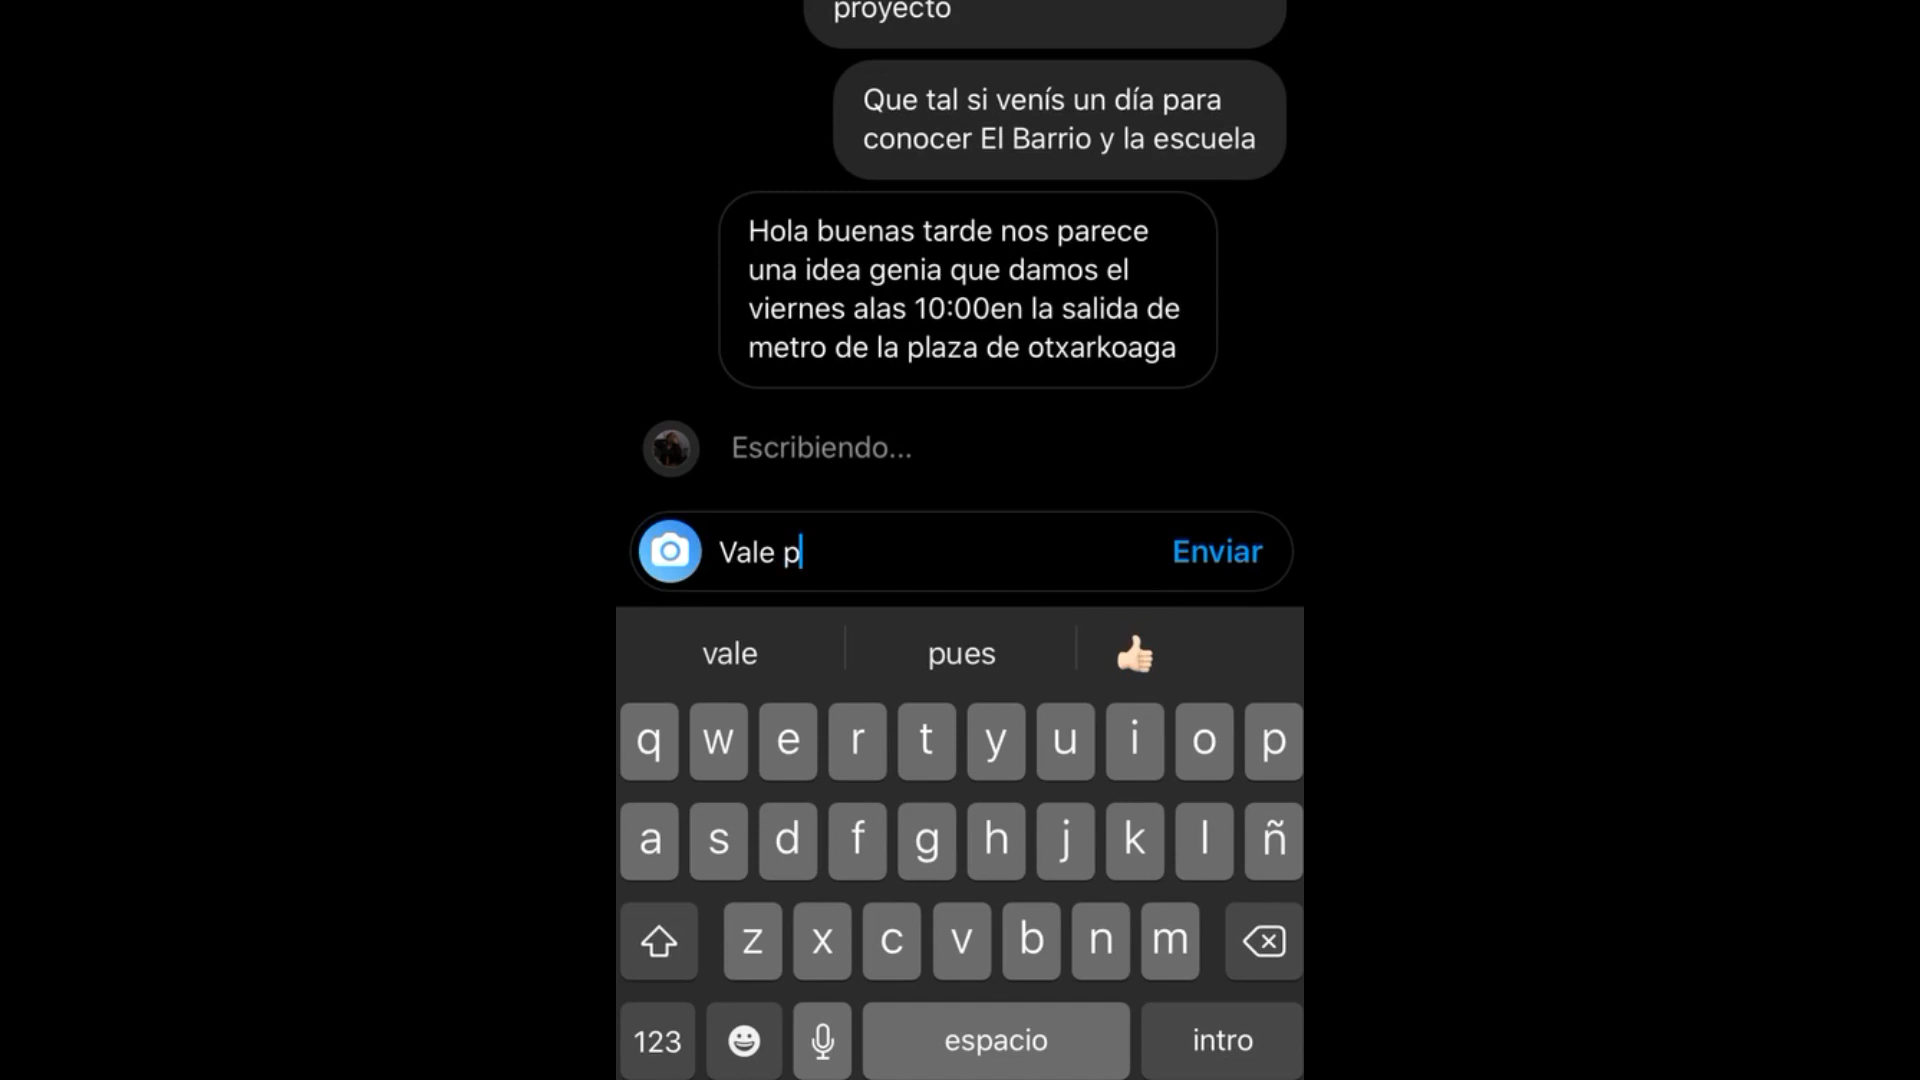 proyecto
Que tal si venís un día para
conocer El Barrio y la escuela
Hola buenas tarde nos parece
una idea genia que damos el
viernes alas 10:00en la salida de
metro de la plaza de otxarkoaga
Escribiendo...
Vale p
Enviar
vale pues
q w e r t y u i o p
a s d f g h j k l ñ
z x c v b n m
123 espacio intro